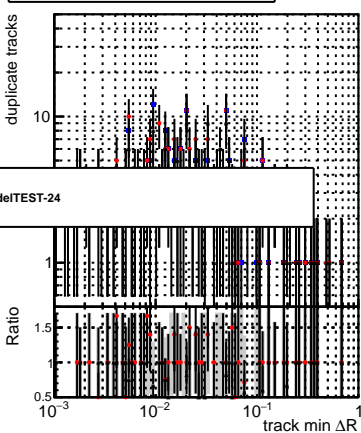 duplicate tracks
10
delTEST-24
1
Ratio
1.5
1
0.5
10⁻³ 10⁻² 10⁻¹ 1
track min ΔR